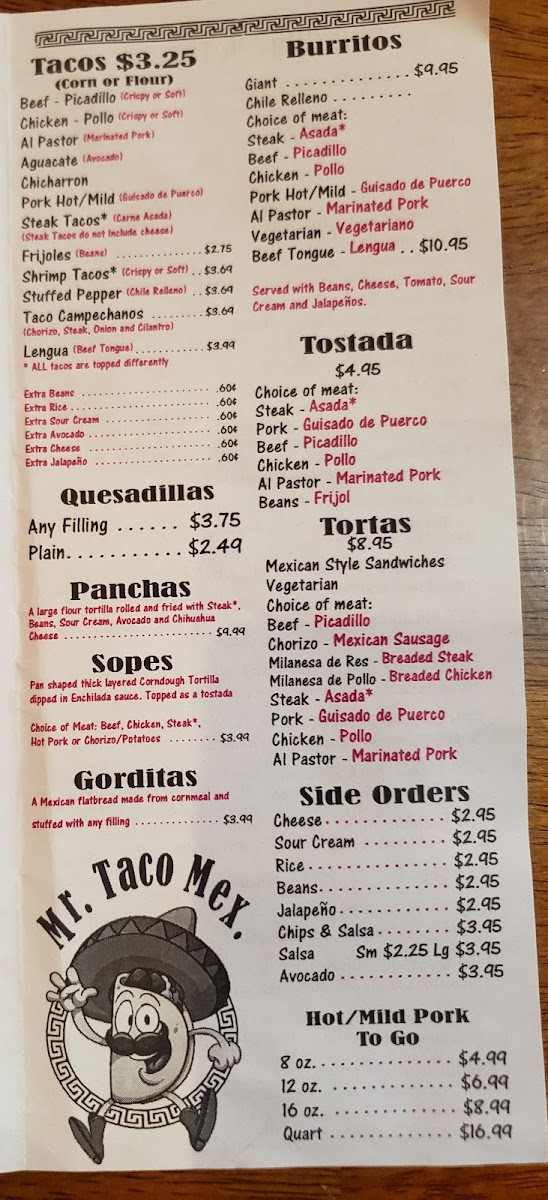 Tacos $3.25
(Corn or Flour)
Beef - Picadillo (Crispy or Soft)
Chicken - Pollo (Crispy or Soft)
Al Pastor (Marinated Pork)
Aguacate (Avocado)
Chicharron
Pork Hot/Mild (Guisado de Puerco)
Steak Tacos* (Carne Asada)
(Steak Tacos do not include cheese)
Frijoles (Beans) .................. $2.75
Shrimp Tacos* (Crispy or Soft) .. $3.69
Stuffed Pepper (Chile Relleno) .. $3.69
Taco Campechanos ......... $3.69
(Chorizo, Steak, Onion and Cilantro)
Lengua (Beef Tongue) ............ $3.99
* ALL tacos are topped differently
Extra Beans .................... .60¢
Extra Rice ...................... .60¢
Extra Sour Cream ................ .60¢
Extra Avocado .................. .60¢
Extra Cheese ................... .60¢
Extra Jalapeño ................. .60¢
Quesadillas
Any Filling ...... $3.75
Plain ........... $2.49
Panchas
A large flour tortilla rolled and fried with Steak*,
Beans, Sour Cream, Avocado and Chihuahua
Cheese ......................... $9.99
Sopes
Pan shaped thick layered Corndough Tortilla
dipped in Enchilada sauce. Topped as a tostada
Choice of Meat: Beef, Chicken, Steak*,
Hot Pork or Chorizo/Potatoes ........ $3.99
Gorditas
A Mexican flatbread made from cornmeal and
stuffed with any filling .............. $3.99
Mr. Taco Mex.
Burritos
Giant ................ $9.95
Chile Relleno .........
Choice of meat:
Steak - Asada*
Beef - Picadillo
Chicken - Pollo
Pork Hot/Mild - Guisado de Puerco
Al Pastor - Marinated Pork
Vegetarian - Vegetariano
Beef Tongue - Lengua .. $10.95
Served with Beans, Cheese, Tomato, Sour
Cream and Jalapeños.
Tostada
$4.95
Choice of meat:
Steak - Asada*
Pork - Guisado de Puerco
Beef - Picadillo
Chicken - Pollo
Al Pastor - Marinated Pork
Beans - Frijol
Tortas
$8.95
Mexican Style Sandwiches
Vegetarian
Choice of meat:
Beef - Picadillo
Chorizo - Mexican Sausage
Milanesa de Res - Breaded Steak
Milanesa de Pollo - Breaded Chicken
Steak - Asada*
Pork - Guisado de Puerco
Chicken - Pollo
Al Pastor - Marinated Pork
Side Orders
Cheese ............. $2.95
Sour Cream ......... $2.95
Rice ................ $2.95
Beans .............. $2.95
Jalapeño ............ $2.95
Chips & Salsa ........ $3.95
Salsa Sm $2.25 Lg $3.95
Avocado ............ $3.95
Hot/Mild Pork
To Go
8 oz. ............... $4.99
12 oz. ............. $6.99
16 oz. ............. $8.99
Quart ............. $16.99